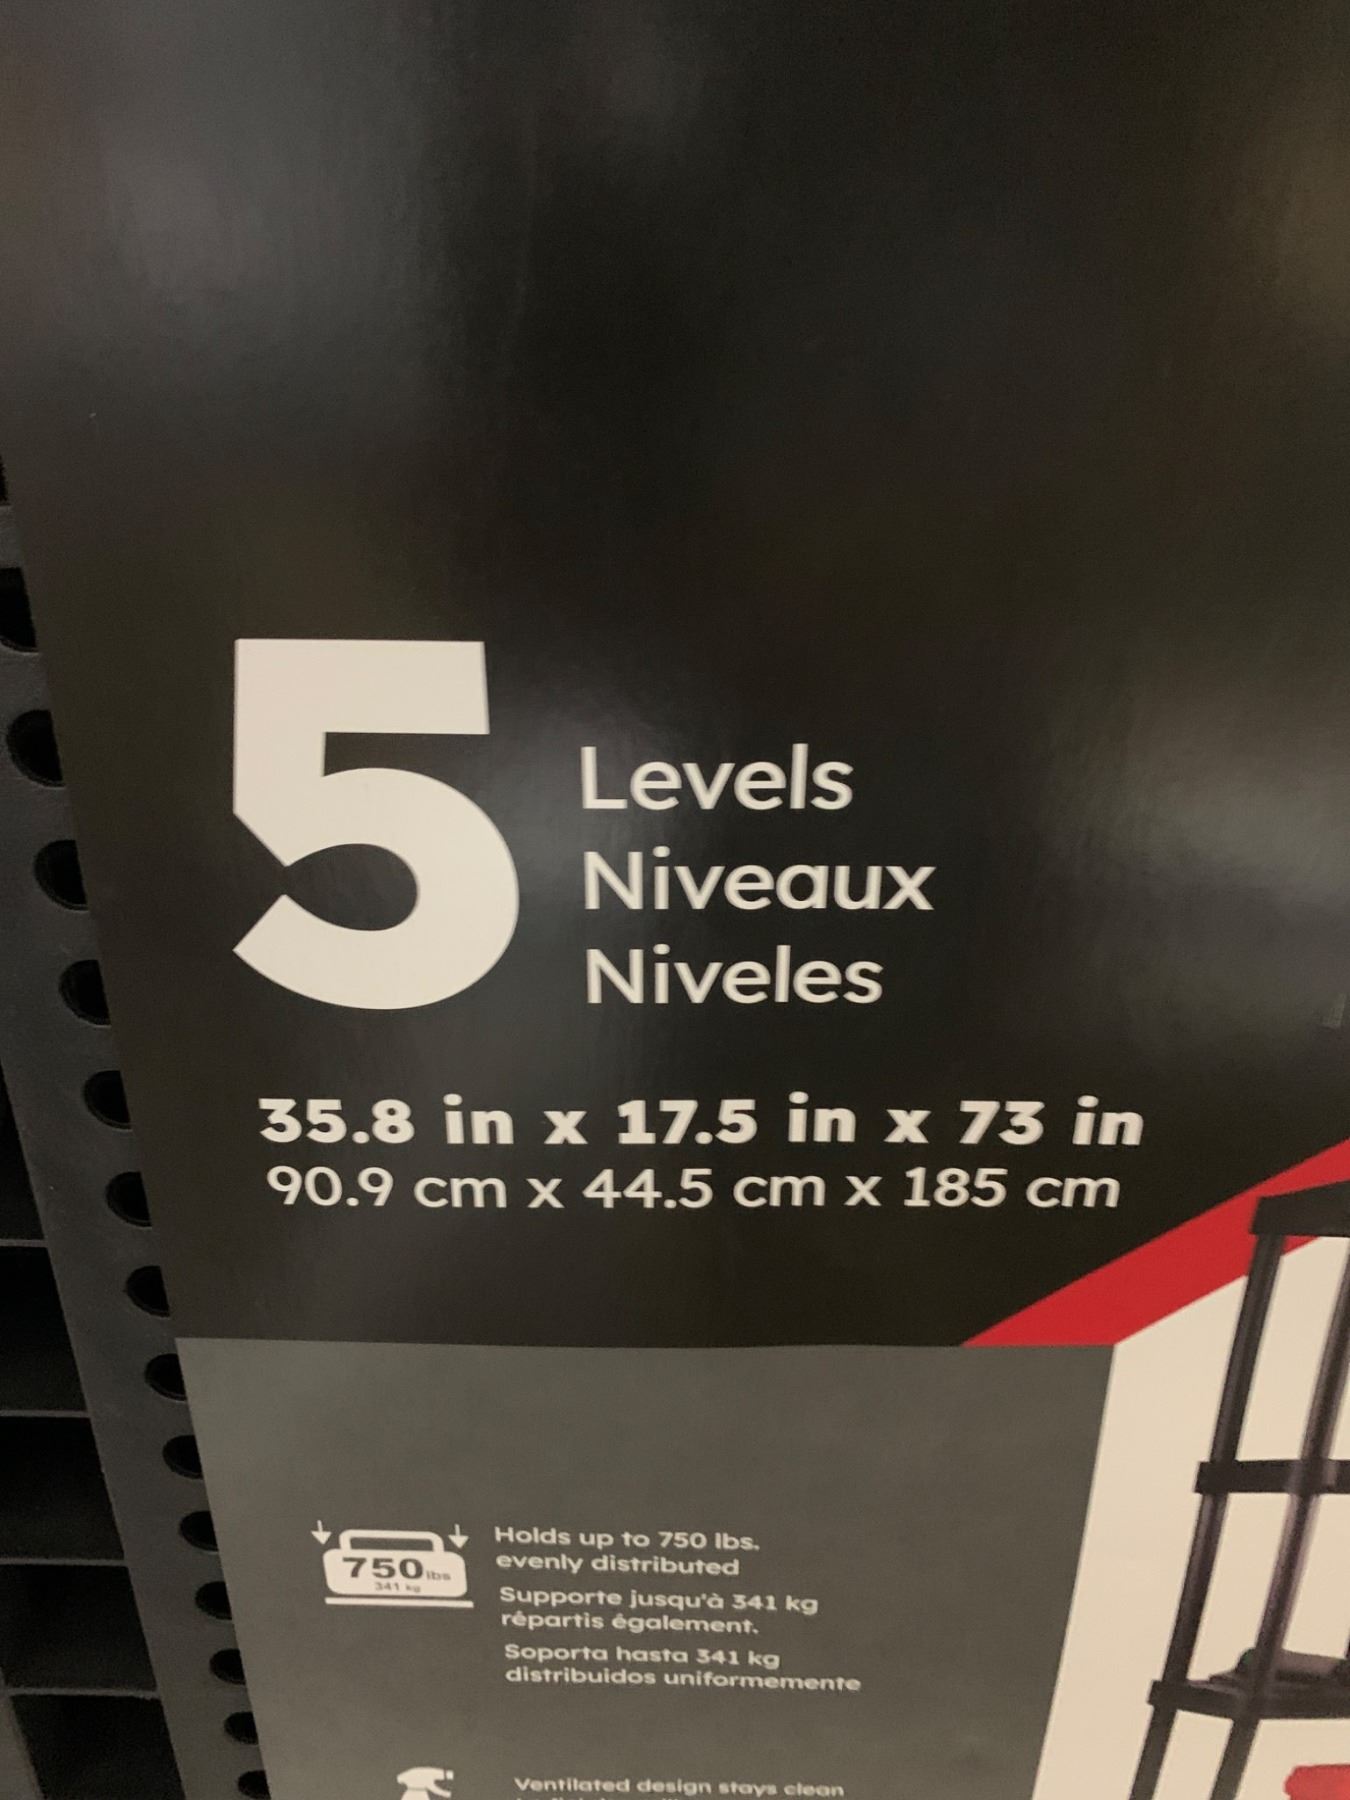 5
Levels
Niveaux
Niveles
35.8 in x 17.5 in x 73 in
90.9 cm x 44.5 cm x 185 cm
750 lbs
341 kg
Holds up to 750 lbs.
evenly distributed
Supporte jusqu'à 341 kg
répartis également.
Soporta hasta 341 kg
distribuidos uniformemente
Ventilated design stays clean